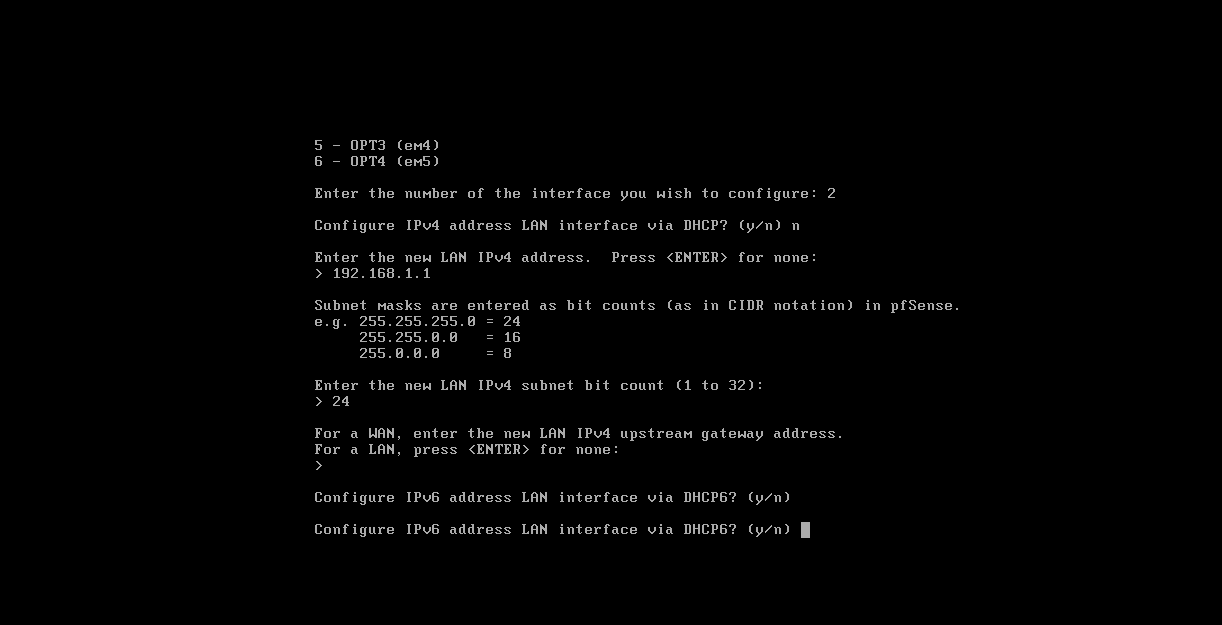 5 - OPT3 (em4)
6 - OPT4 (em5)
Enter the number of the interface you wish to configure: 2
Configure IPv4 address LAN interface via DHCP? (y/n) n
Enter the new LAN IPv4 address.  Press <ENTER> for none:
> 192.168.1.1
Subnet masks are entered as bit counts (as in CIDR notation) in pfSense.
e.g. 255.255.255.0 = 24
     255.255.0.0   = 16
     255.0.0.0     = 8
Enter the new LAN IPv4 subnet bit count (1 to 32):
> 24
For a WAN, enter the new LAN IPv4 upstream gateway address.
For a LAN, press <ENTER> for none:
>
Configure IPv6 address LAN interface via DHCP6? (y/n)
Configure IPv6 address LAN interface via DHCP6? (y/n)